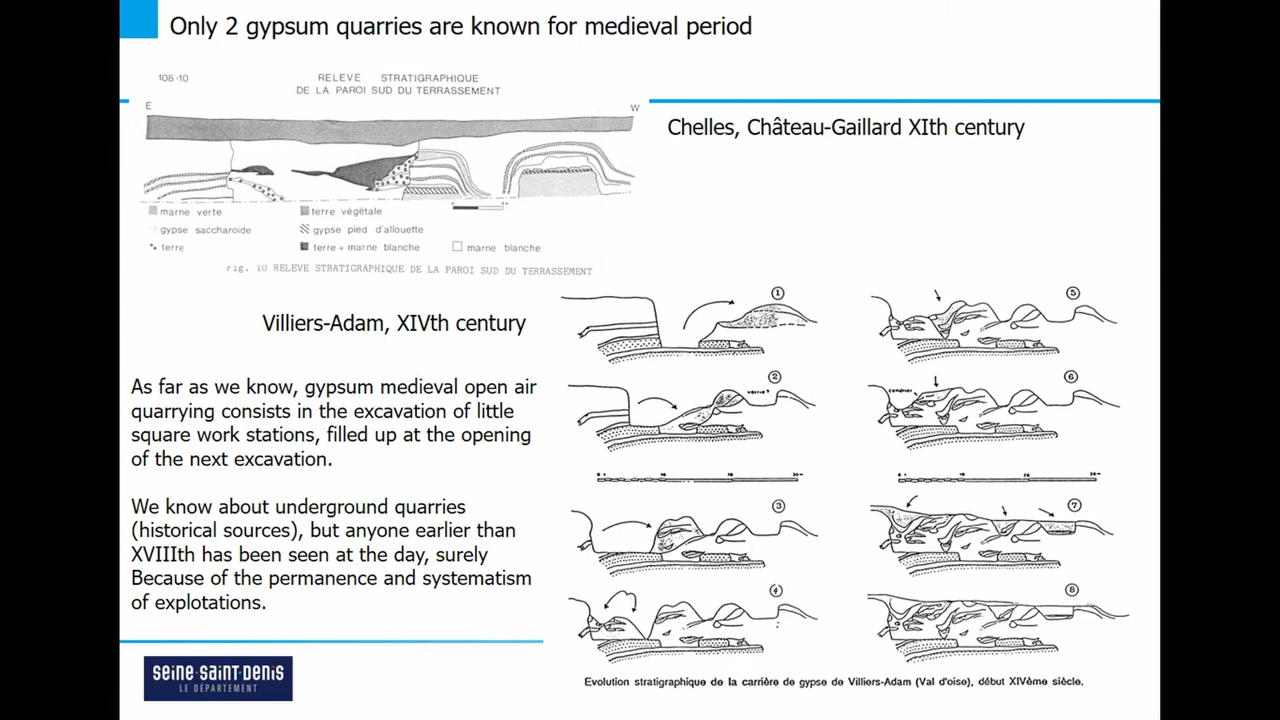 Only 2 gypsum quarries are known for medieval period
108-10
RELEVE STRATIGRAPHIQUE
DE LA PAROI SUD DU TERRASSEMENT
E
W
marne verte
terre végétale
gypse saccharoide
gypse pied d'allouette
terre
terre + marne blanche
marne blanche
Fig. 10 RELEVE STRATIGRAPHIQUE DE LA PAROI SUD DU TERRASSEMENT
Chelles, Château-Gaillard XIth century
Villiers-Adam, XIVth century
As far as we know, gypsum medieval open air
quarrying consists in the excavation of little
square work stations, filled up at the opening
of the next excavation.
We know about underground quarries
(historical sources), but anyone earlier than
XVIIIth has been seen at the day, surely
Because of the permanence and systematism
of explotations.
1
2
3
4
5
6
7
8
Evolution stratigraphique de la carrière de gypse de Villiers-Adam (Val d'oise), début XIVème siècle.
seine-saint-denis
LE DÉPARTEMENT